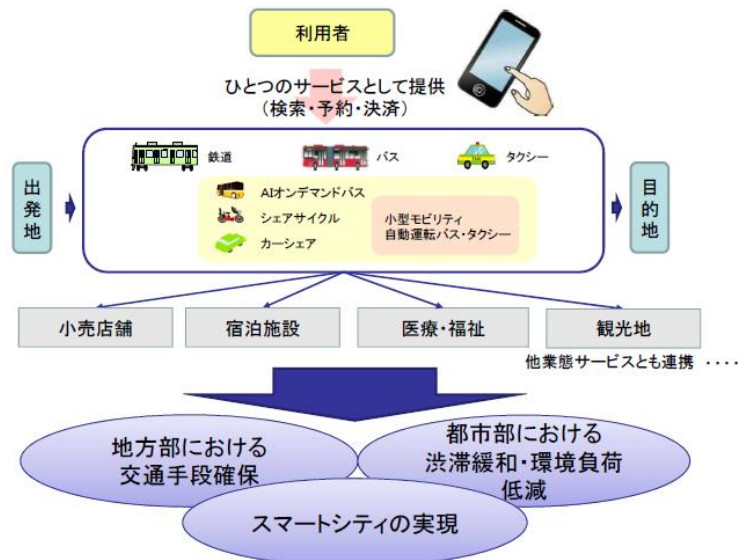 利用者
ひとつのサービスとして提供
(検索・予約・決済)
鉄道
バス
タクシー
出発地
AIオンデマンドバス
シェアサイクル
カーシェア
小型モビリティ
自動運転バス・タクシー
目的地
小売店舗
宿泊施設
医療・福祉
観光地
他業態サービスとも連携 ・・・・
地方部における
交通手段確保
都市部における
渋滞緩和・環境負荷
低減
スマートシティの実現